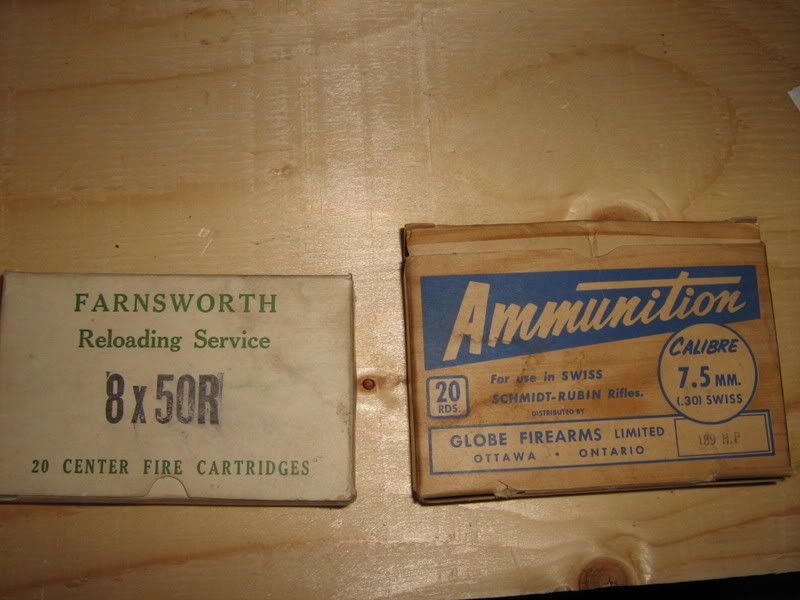 FARNSWORTH
Reloading Service
8x50R
20 CENTER FIRE CARTRIDGES
Ammunition
CALIBRE
7.5 MM.
(.30) SWISS
20
RDS.
For use in SWISS
SCHMIDT-RUBIN Rifles.
DISTRIBUTED BY
GLOBE FIREARMS LIMITED
OTTAWA • ONTARIO
189 H.P